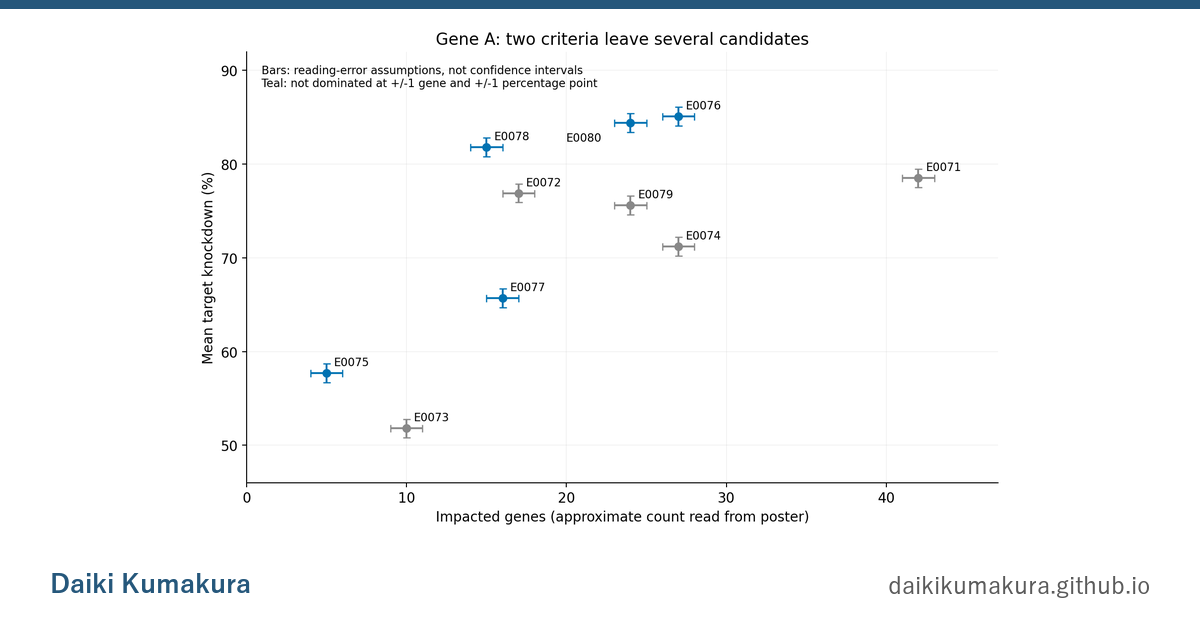 Gene A: two criteria leave several candidates
Bars: reading-error assumptions, not confidence intervals
Teal: not dominated at +/-1 gene and +/-1 percentage point
Mean target knockdown (%)
90
80
70
60
50
E0076
E0078
E0080
E0071
E0072
E0079
E0074
E0077
E0075
E0073
0
10
20
30
40
Impacted genes (approximate count read from poster)
Daiki Kumakura
daikikumakura.github.io